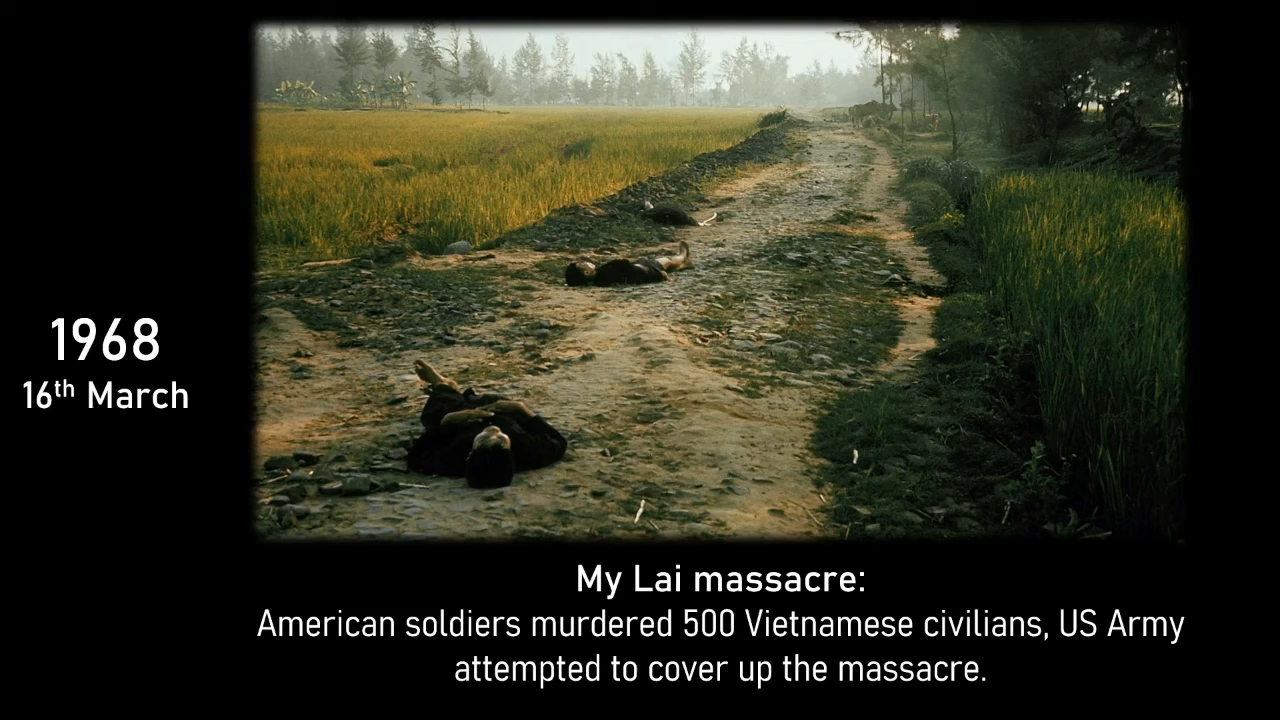 1968
16th March
My Lai massacre:
American soldiers murdered 500 Vietnamese civilians, US Army
attempted to cover up the massacre.